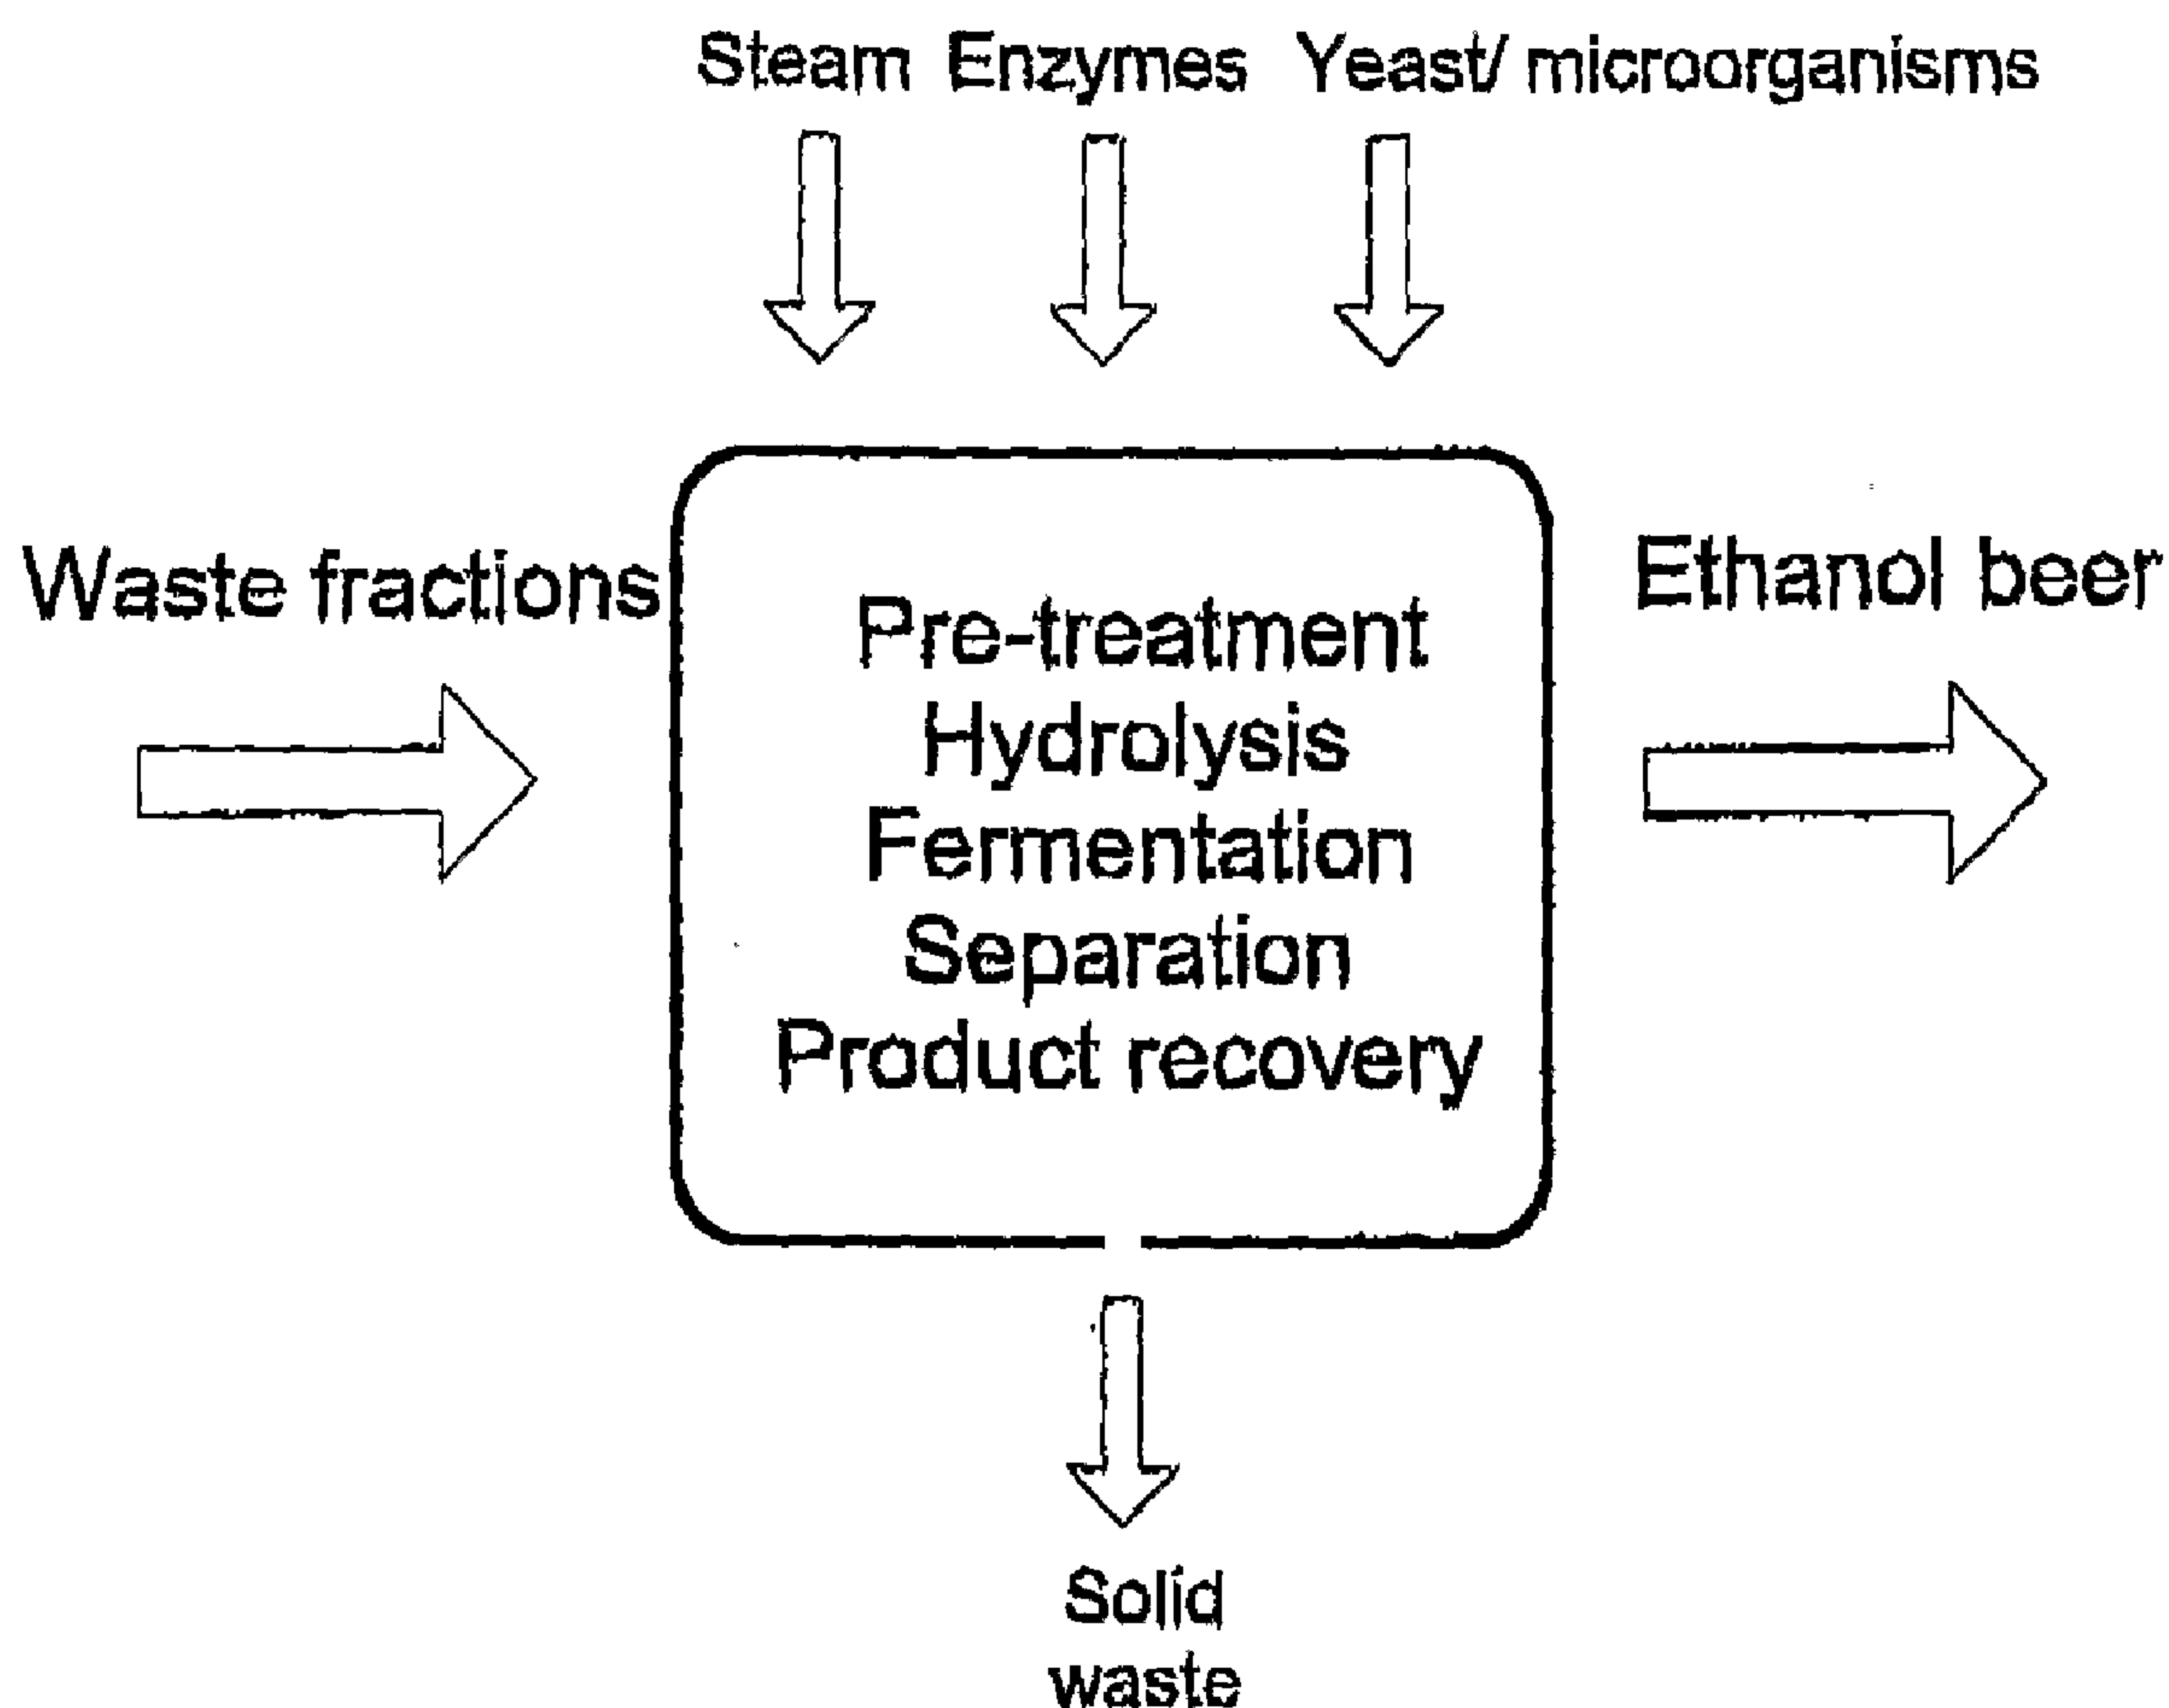 Steam Enzymes Yeast/ microorganisms
Waste fractions
Pre-treatment
Hydrolysis
Fermentation
Separation
Product recovery
Ethanol beer
Solid
waste